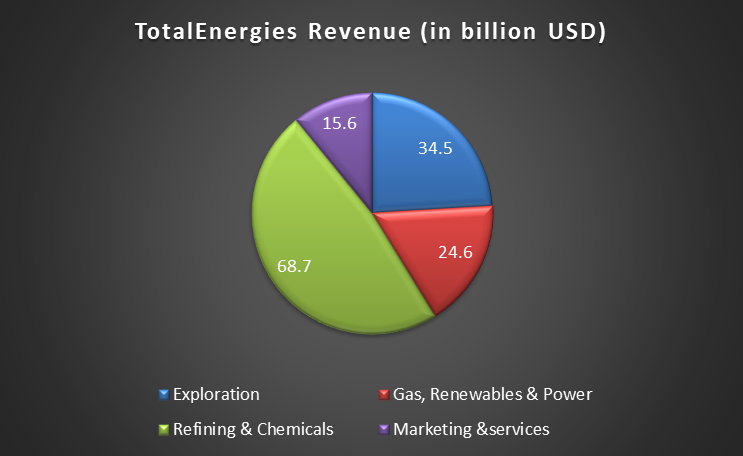 TotalEnergies Revenue (in billion USD)
15.6
34.5
24.6
68.7
Exploration
Gas, Renewables & Power
Refining & Chemicals
Marketing &services